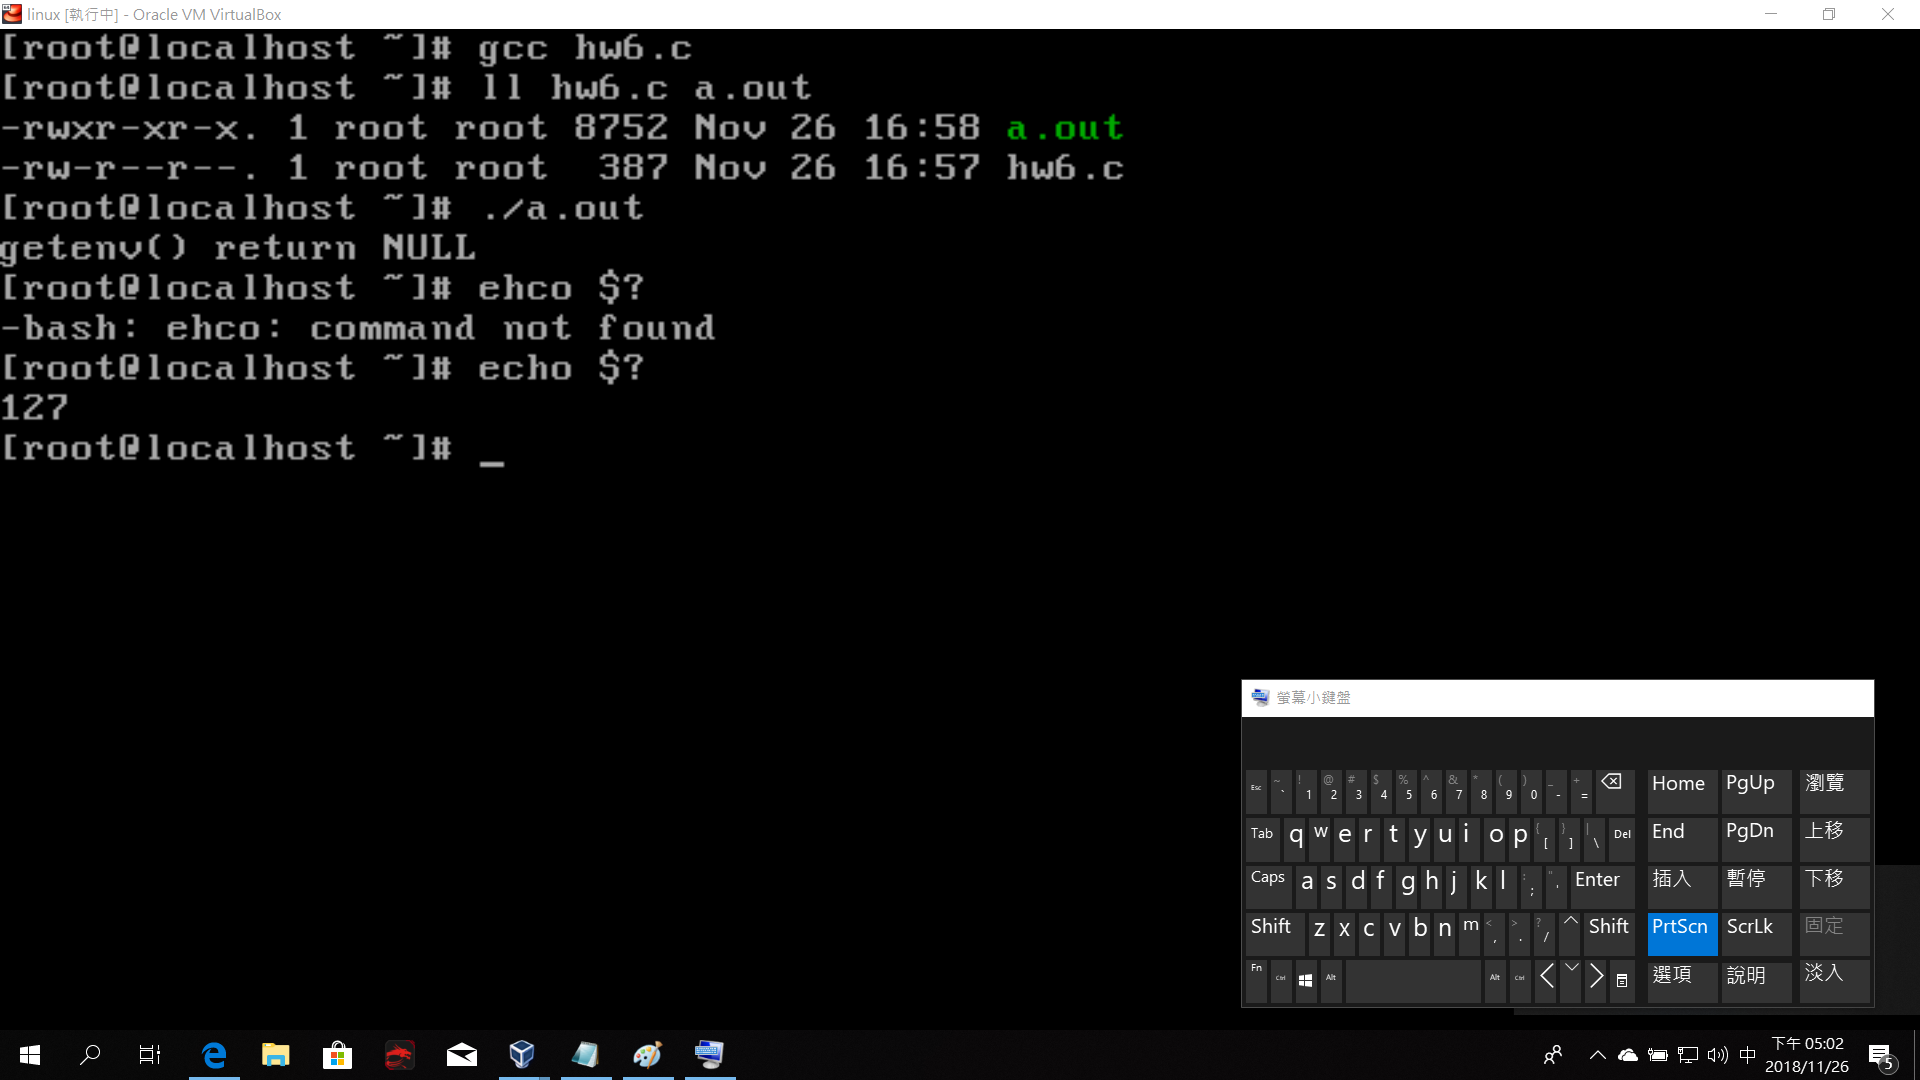 linux [執行中] - Oracle VM VirtualBox
[root@localhost ~]# gcc hw6.c
[root@localhost ~]# ll hw6.c a.out
-rwxr-xr-x. 1 root root 8752 Nov 26 16:58 a.out
-rw-r--r--. 1 root root  387 Nov 26 16:57 hw6.c
[root@localhost ~]# ./a.out
getenv() return NULL
[root@localhost ~]# ehco $?
-bash: ehco: command not found
[root@localhost ~]# echo $?
127
[root@localhost ~]# _
螢幕小鍵盤
Esc ~ ` ! 1 @ 2 # 3 $ 4 % 5 ^ 6 & 7 * 8 ( 9 ) 0 _ - + = Home PgUp 瀏覽
Tab q w e r t y u i o p { [ } ] | \ Del End PgDn 上移
Caps a s d f g h j k l : ; " ' Enter 插入 暫停 下移
Shift z x c v b n m < , > . ? / Shift PrtScn ScrLk 固定
Fn Ctrl Alt Alt Ctrl 選項 說明 淡入
中
下午 05:02
2018/11/26
5